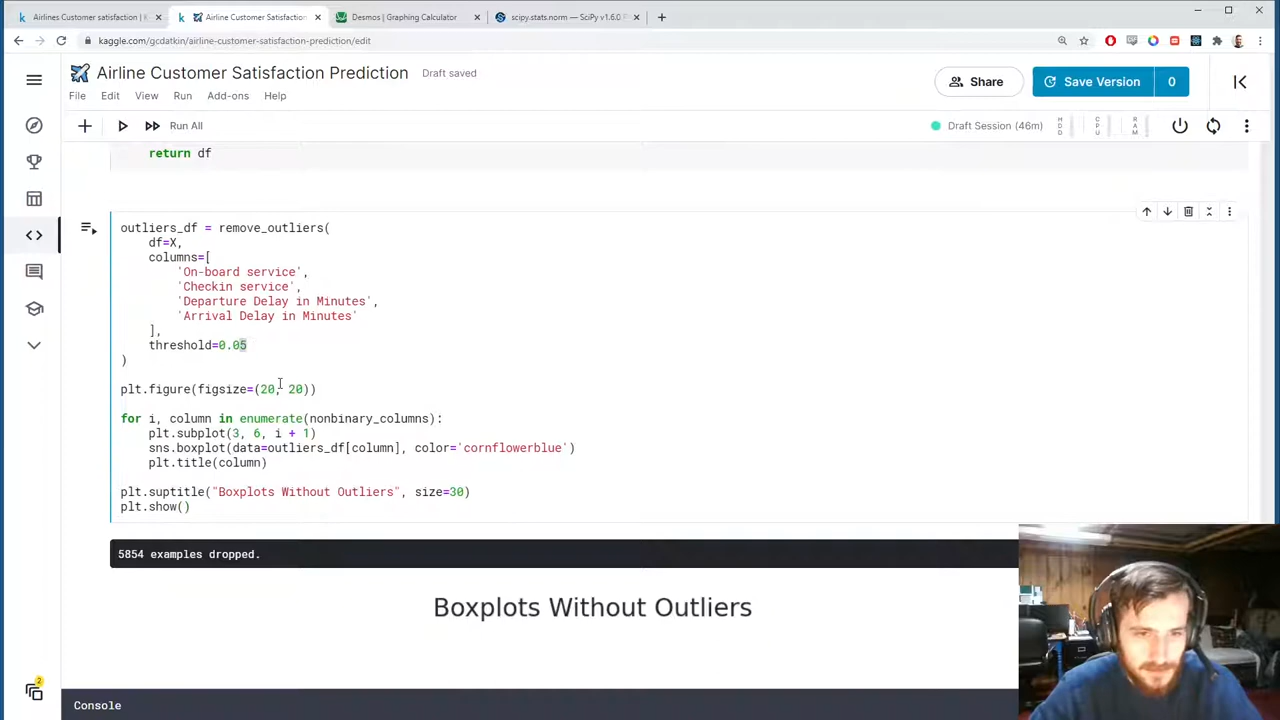 Airlines Customer satisfaction | K
Airline Customer Satisfaction
Desmos | Graphing Calculator
scipy.stats.norm — SciPy v1.6.0
kaggle.com/gcdatkin/airline-customer-satisfaction-prediction/edit
Airline Customer Satisfaction Prediction
Draft saved
Share
Save Version
0
File
Edit
View
Run
Add-ons
Help
Run All
Draft Session (46m)
HDD
CPU
RAM
return df
outliers_df = remove_outliers(
df=X,
columns=[
'On-board service',
'Checkin service',
'Departure Delay in Minutes',
'Arrival Delay in Minutes'
],
threshold=0.05
)
plt.figure(figsize=(20, 20))
for i, column in enumerate(nonbinary_columns):
plt.subplot(3, 6, i + 1)
sns.boxplot(data=outliers_df[column], color='cornflowerblue')
plt.title(column)
plt.suptitle("Boxplots Without Outliers", size=30)
plt.show()
5854 examples dropped.
Boxplots Without Outliers
2
Console